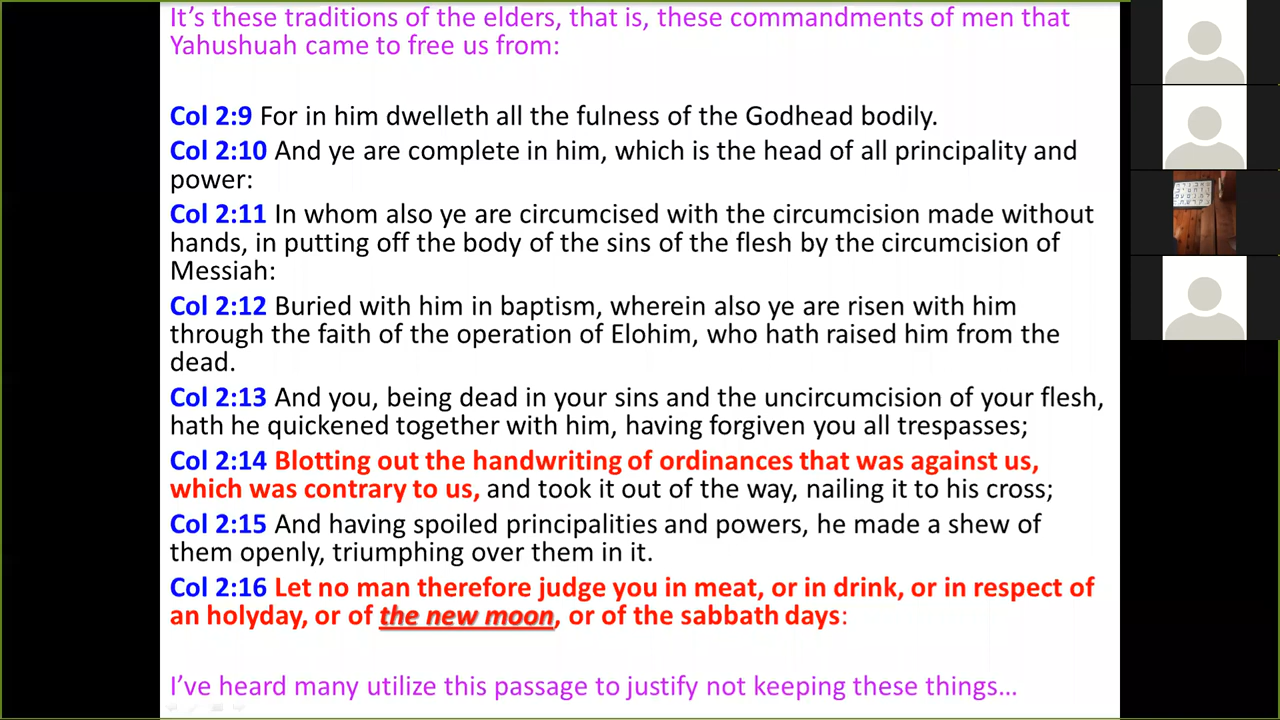 It's these traditions of the elders, that is, these commandments of men that
Yahushuah came to free us from:
Col 2:9 For in him dwelleth all the fulness of the Godhead bodily.
Col 2:10 And ye are complete in him, which is the head of all principality and
power:
Col 2:11 In whom also ye are circumcised with the circumcision made without
hands, in putting off the body of the sins of the flesh by the circumcision of
Messiah:
Col 2:12 Buried with him in baptism, wherein also ye are risen with him
through the faith of the operation of Elohim, who hath raised him from the
dead.
Col 2:13 And you, being dead in your sins and the uncircumcision of your flesh,
hath he quickened together with him, having forgiven you all trespasses;
Col 2:14 Blotting out the handwriting of ordinances that was against us,
which was contrary to us, and took it out of the way, nailing it to his cross;
Col 2:15 And having spoiled principalities and powers, he made a shew of
them openly, triumphing over them in it.
Col 2:16 Let no man therefore judge you in meat, or in drink, or in respect of
an holyday, or of the new moon, or of the sabbath days:
I've heard many utilize this passage to justify not keeping these things...